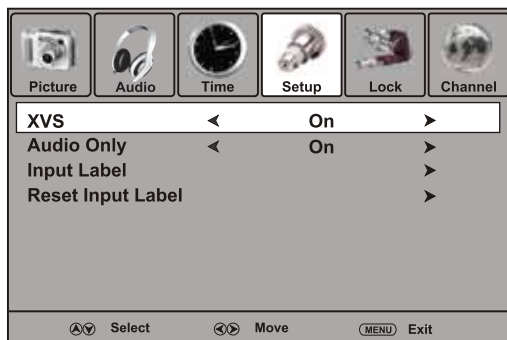 Picture Audio Time Setup Lock Channel
XVS On
Audio Only On
Input Label
Reset Input Label
Select Move MENU Exit